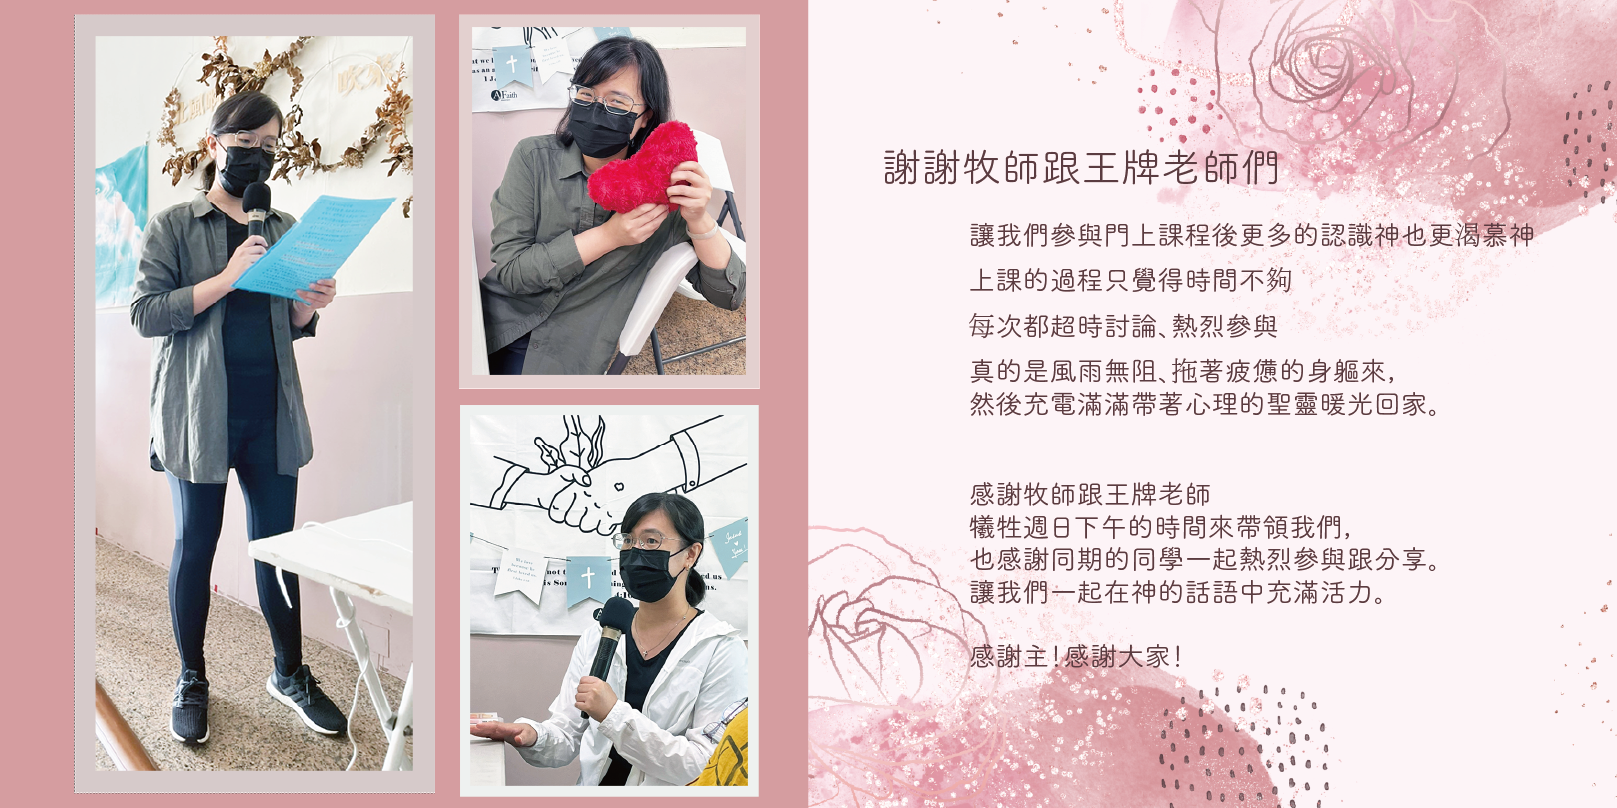 A Faith
謝謝牧師跟王牌老師們
讓我們參與門上課程後更多的認識神也更渴慕神
上課的過程只覺得時間不夠
每次都超時討論、熱烈參與
真的是風雨無阻、拖著疲憊的身軀來，
然後充電滿滿帶著心理的聖靈暖光回家。
感謝牧師跟王牌老師
犧牲週日下午的時間來帶領我們，
也感謝同期的同學一起熱烈參與跟分享。
讓我們一起在神的話語中充滿活力。
感謝主！感謝大家！